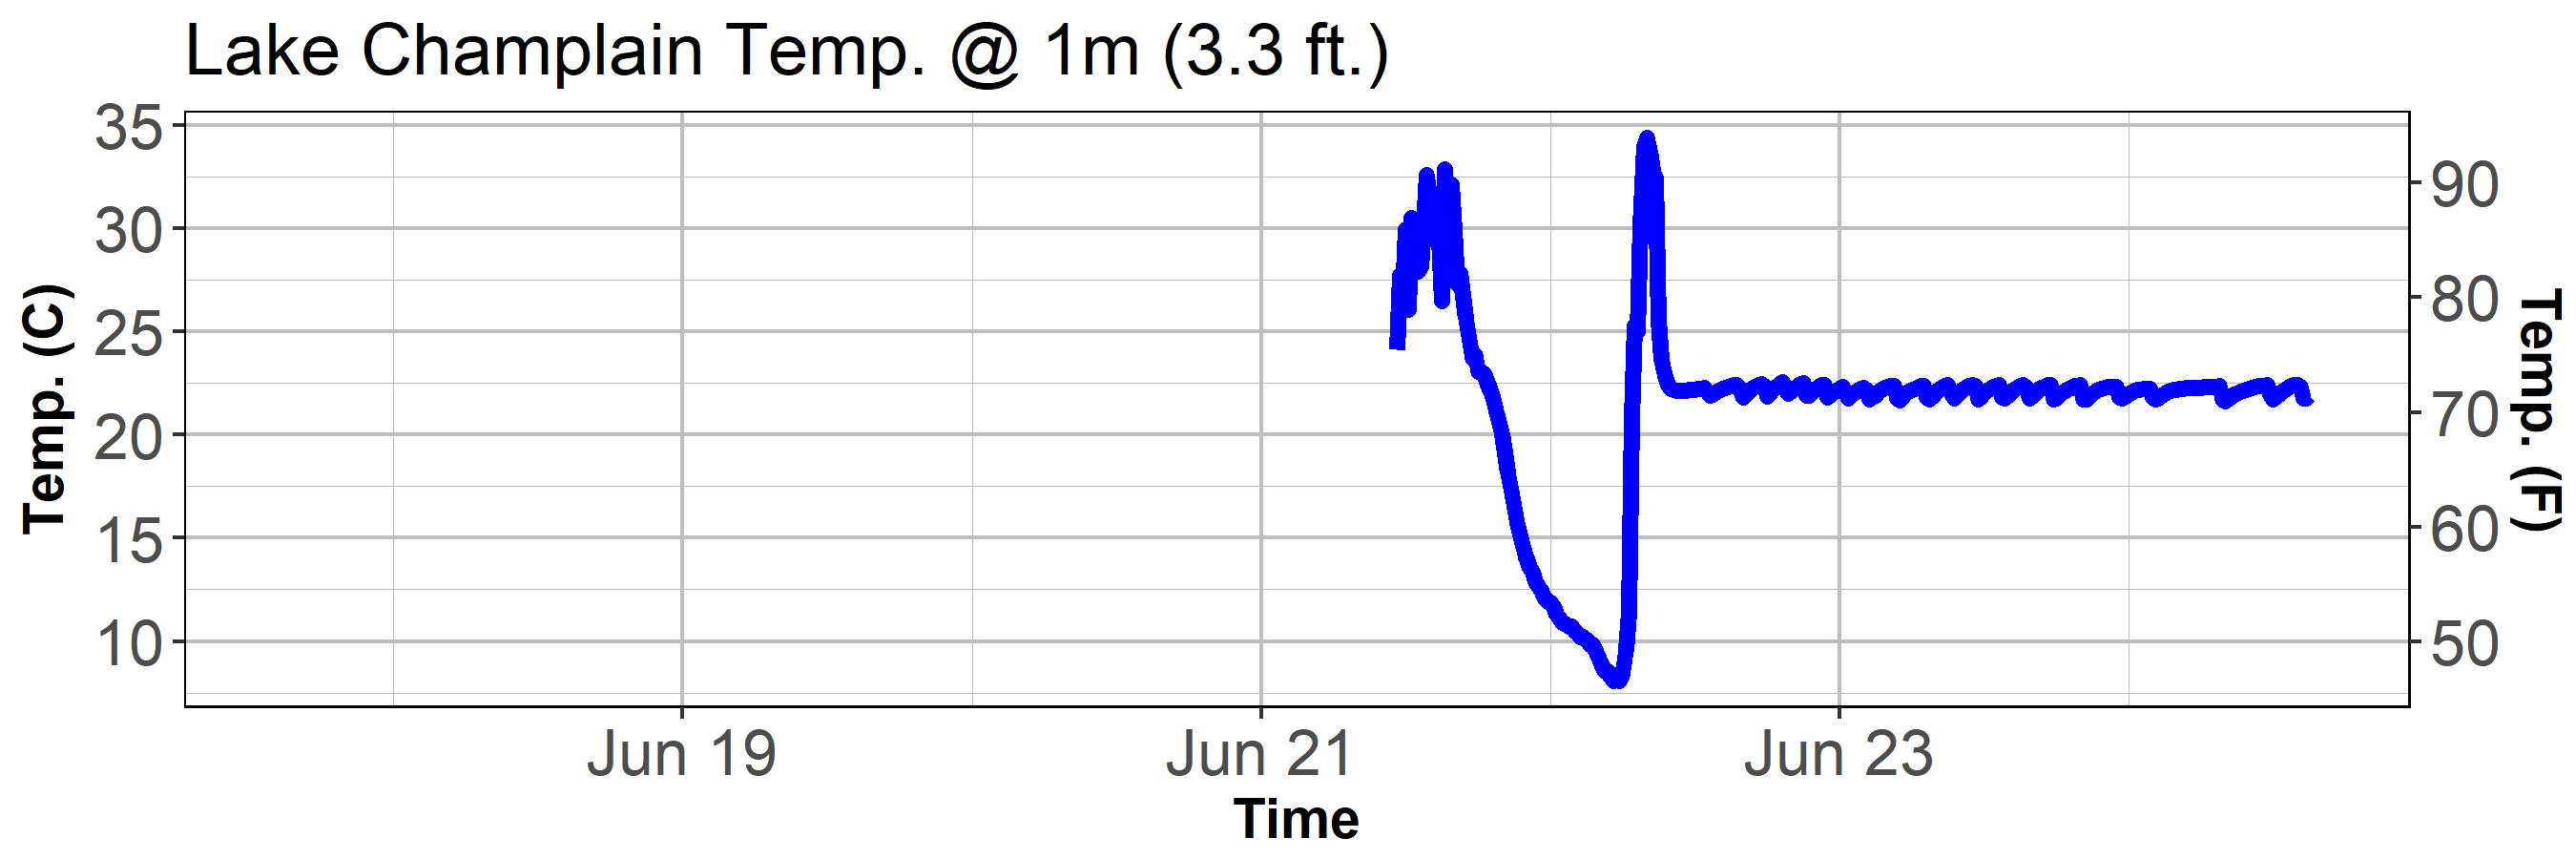 Lake Champlain Temp. @ 1m (3.3 ft.)
35
30
25
20
15
10
Temp. (C)
90
80
70
60
50
Temp. (F)
Jun 19
Jun 21
Jun 23
Time